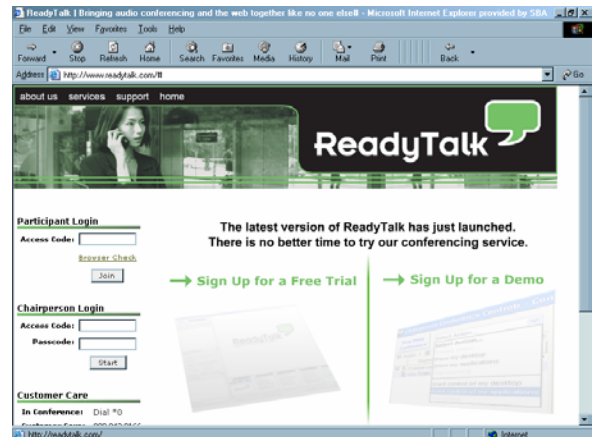 ReadyTalk | Bringing audio conferencing and the web together like no one else# - Microsoft Internet Explorer provided by SBA
File Edit View Favorites Tools Help
Forward Stop Refresh Home Search Favorites Media History Mail Print Back
Address http://www.readytalk.com/# Go
about us services support home
ReadyTalk
Participant Login
Access Code:
Browser Check
Join
Chairperson Login
Access Code:
Passcode:
Start
Customer Care
In Conference: Dial *0
The latest version of ReadyTalk has just launched.
There is no better time to try our conferencing service.
Sign Up for a Free Trial
Sign Up for a Demo
ReadyTalk
http://readytalk.com/
Internet